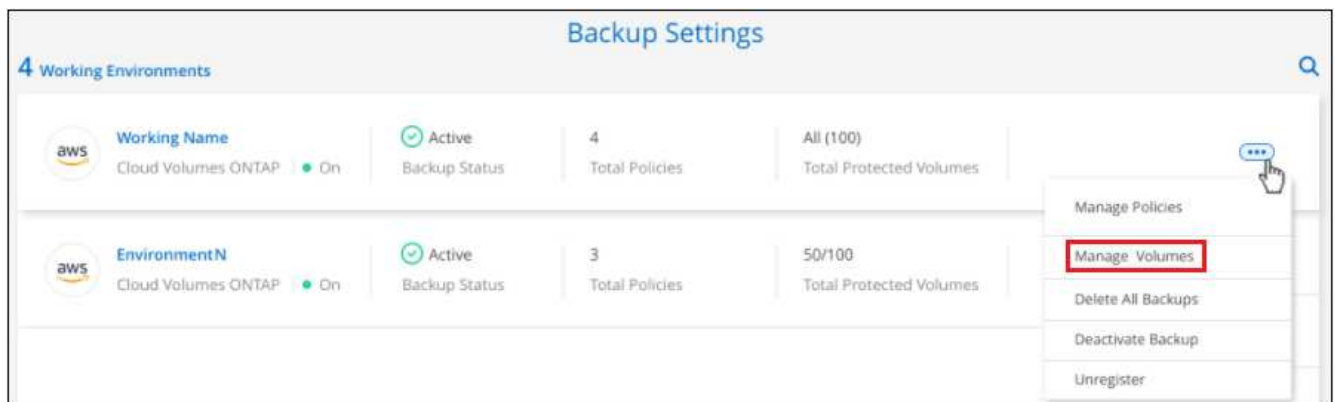 Backup Settings
4 Working Environments
aws
Working Name
Cloud Volumes ONTAP
On
Active
Backup Status
4
Total Policies
All (100)
Total Protected Volumes
Manage Policies
Manage Volumes
Delete All Backups
Deactivate Backup
Unregister
aws
EnvironmentN
Cloud Volumes ONTAP
On
Active
Backup Status
3
Total Policies
50/100
Total Protected Volumes